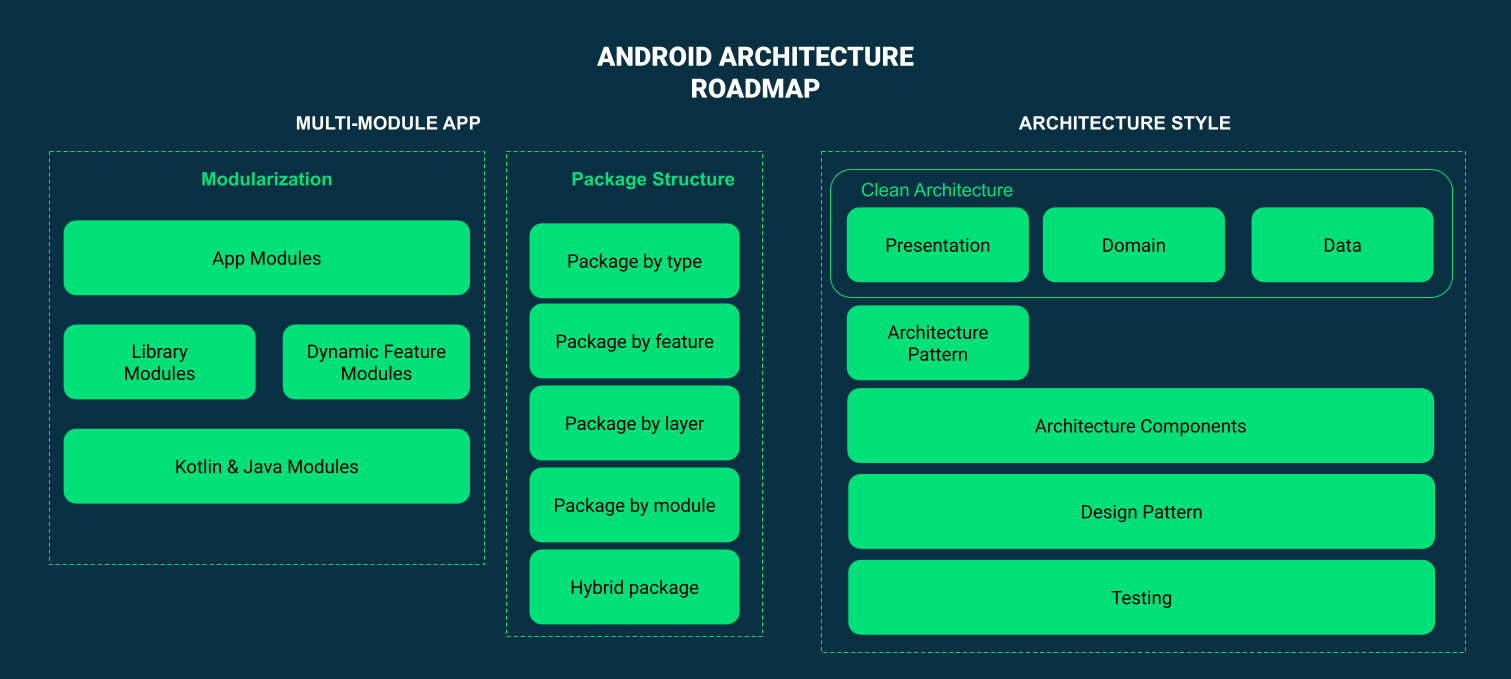 ANDROID ARCHITECTURE
ROADMAP
MULTI-MODULE APP
Modularization
App Modules
Library
Modules
Dynamic Feature
Modules
Kotlin & Java Modules
Package Structure
Package by type
Package by feature
Package by layer
Package by module
Hybrid package
ARCHITECTURE STYLE
Clean Architecture
Presentation
Domain
Data
Architecture
Pattern
Architecture Components
Design Pattern
Testing